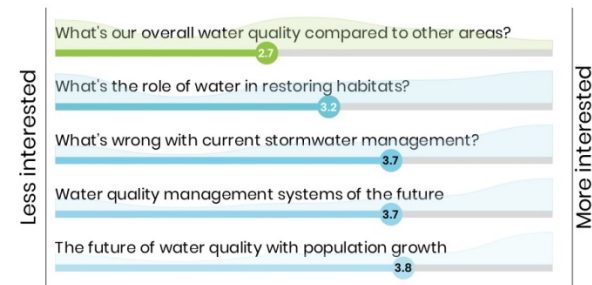 What's our overall water quality compared to other areas?
2.7
What's the role of water in restoring habitats?
3.2
What's wrong with current stormwater management?
3.7
Water quality management systems of the future
3.7
The future of water quality with population growth
3.8
Less interested
More interested